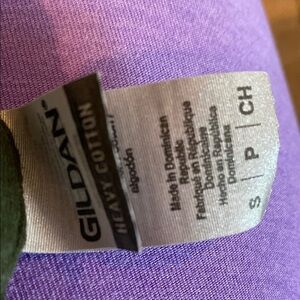 GILDAN
HEAVY COTTON
algodón
Made in Dominican
Republic
Fabriqué en République
Dominicaine
Hecho en República
Dominicana
S | P | CH